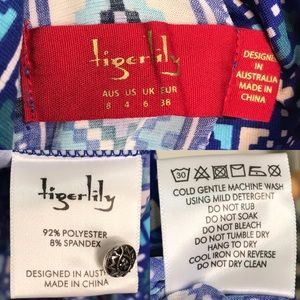 tigerlily
AUS US UK EUR
8 4 6 38
DESIGNED
IN
AUSTRALIA
MADE IN
CHINA
tigerlily
92% POLYESTER
8% SPANDEX
DESIGNED IN AUST
MADE IN CHINA
30
COLD GENTLE MACHINE WASH
USING MILD DETERGENT
DO NOT RUB
DO NOT SOAK
DO NOT BLEACH
DO NOT TUMBLE DRY
HANG TO DRY
COOL IRON ON REVERSE
DO NOT DRY CLEAN